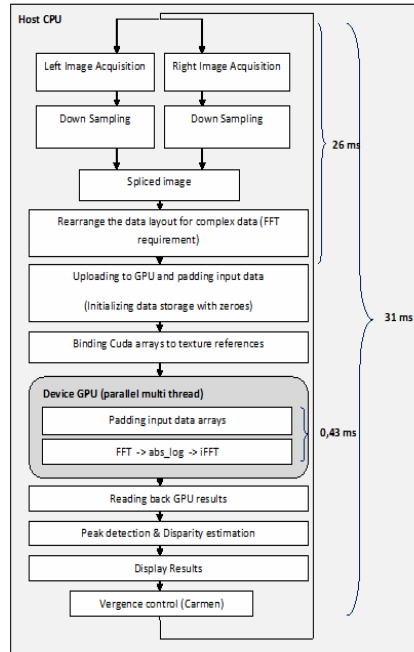 Host CPU
Left Image Acquisition
Right Image Acquisition
Down Sampling
Down Sampling
26 ms
Spliced image
Rearrange the data layout for complex data (FFT
requirement)
Uploading to GPU and padding input data
(Initializing data storage with zeroes)
31 ms
Binding Cuda arrays to texture references
Device GPU (parallel multi thread)
Padding input data arrays
0,43 ms
FFT -> abs_log -> iFFT
Reading back GPU results
Peak detection & Disparity estimation
Display Results
Vergence control (Carmen)